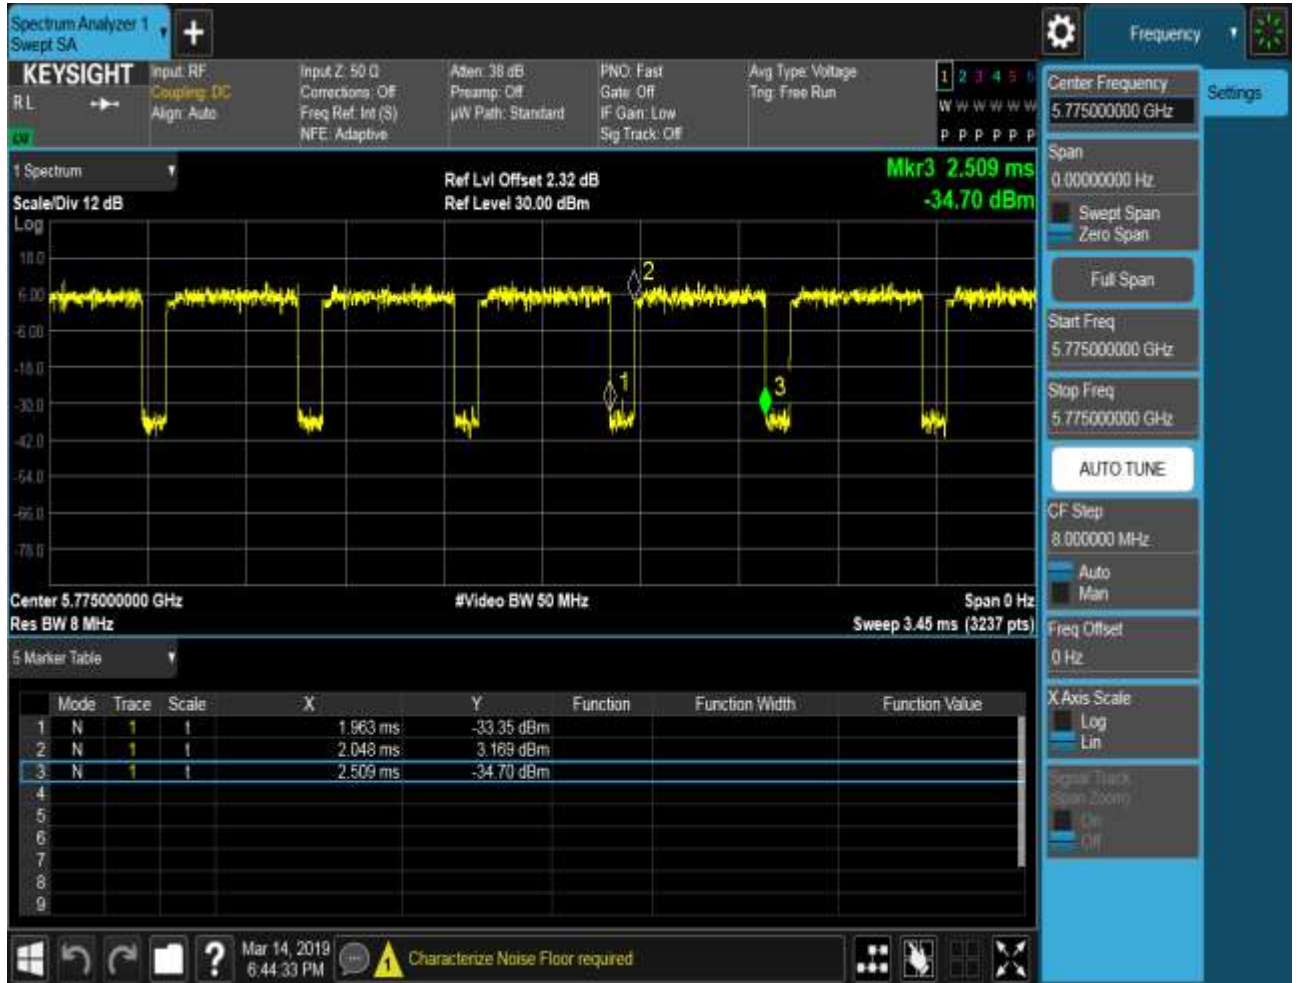 Spectrum Analyzer 1
Swept SA
+
Frequency
KEYSIGHT
Input: RF
Input Z: 50 Ω
Atten: 38 dB
PNO: Fast
Avg Type: Voltage
1 2 3 4 5 6
RL
Coupling: DC
Corrections: Off
Preamp: Off
Gate: Off
Trig: Free Run
Align: Auto
Freq Ref: Int (S)
µW Path: Standard
IF Gain: Low
W W W W W W
NFE: Adaptive
Sig Track: Off
P P P P P P
1 Spectrum
Ref Lvl Offset 2.32 dB
Mkr3 2.509 ms
Scale/Div 12 dB
Ref Level 30.00 dBm
-34.70 dBm
Log
18.0
6.00
-6.00
-18.0
-30.0
-42.0
-54.0
-66.0
-78.0
2
1
3
Center 5.775000000 GHz
#Video BW 50 MHz
Span 0 Hz
Res BW 8 MHz
Sweep 3.45 ms (3237 pts)
5 Marker Table
Mode Trace Scale X Y Function Function Width Function Value
1 N 1 t 1.963 ms -33.35 dBm
2 N 1 t 2.048 ms 3.169 dBm
3 N 1 t 2.509 ms -34.70 dBm
4
5
6
7
8
9
?
Mar 14, 2019
6:44:33 PM
1
Characterize Noise Floor required
Center Frequency
5.775000000 GHz
Settings
Span
0.00000000 Hz
Swept Span
Zero Span
Full Span
Start Freq
5.775000000 GHz
Stop Freq
5.775000000 GHz
AUTO TUNE
CF Step
8.000000 MHz
Auto
Man
Freq Offset
0 Hz
X Axis Scale
Log
Lin
Signal Track
(Span Zoom)
On
Off